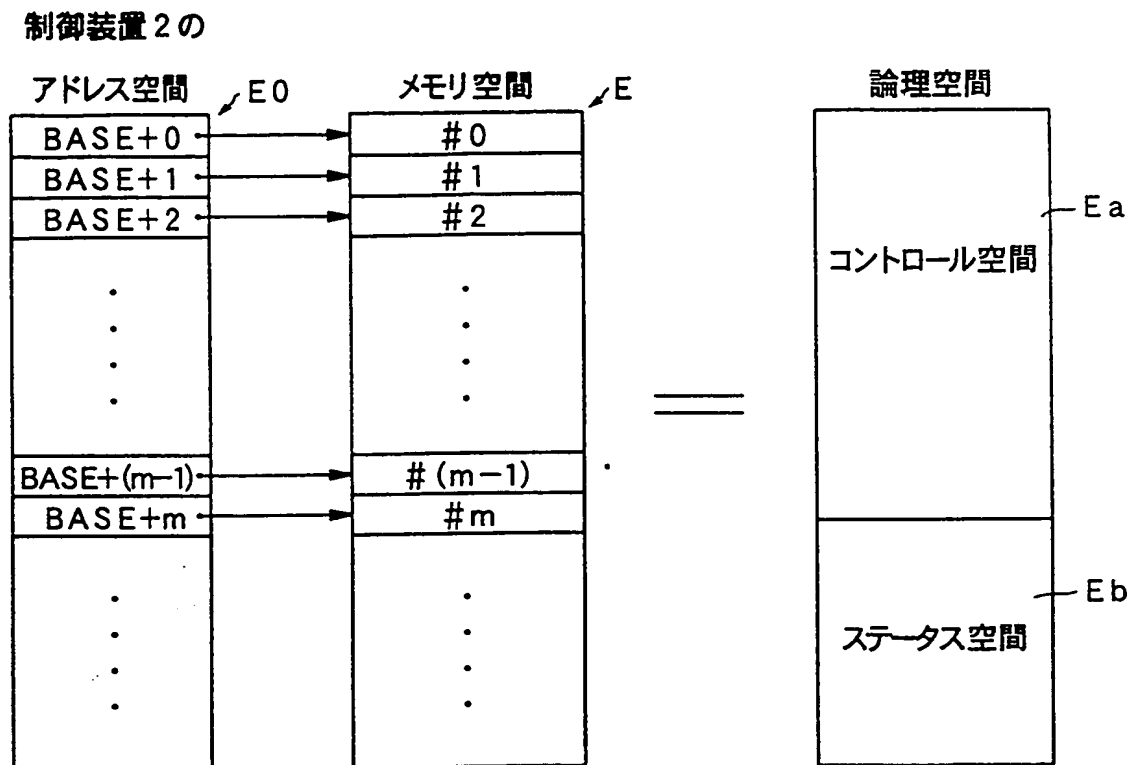 制御装置2の
アドレス空間
E0
メモリ空間
E
論理空間
BASE+0
#0
BASE+1
#1
BASE+2
#2
Ea
コントロール空間
BASE+(m-1)
#(m-1)
BASE+m
#m
Eb
ステータス空間